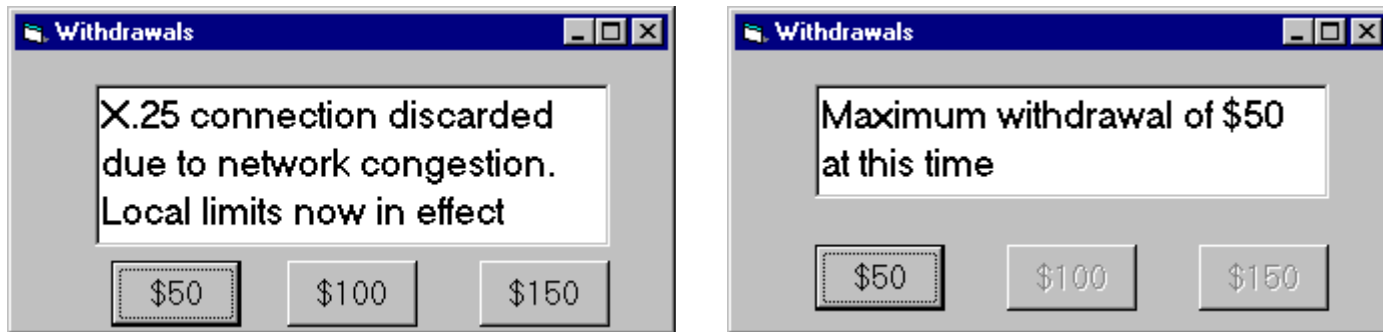 Withdrawals
X.25 connection discarded
due to network congestion.
Local limits now in effect
$50 $100 $150
Withdrawals
Maximum withdrawal of $50
at this time
$50 $100 $150